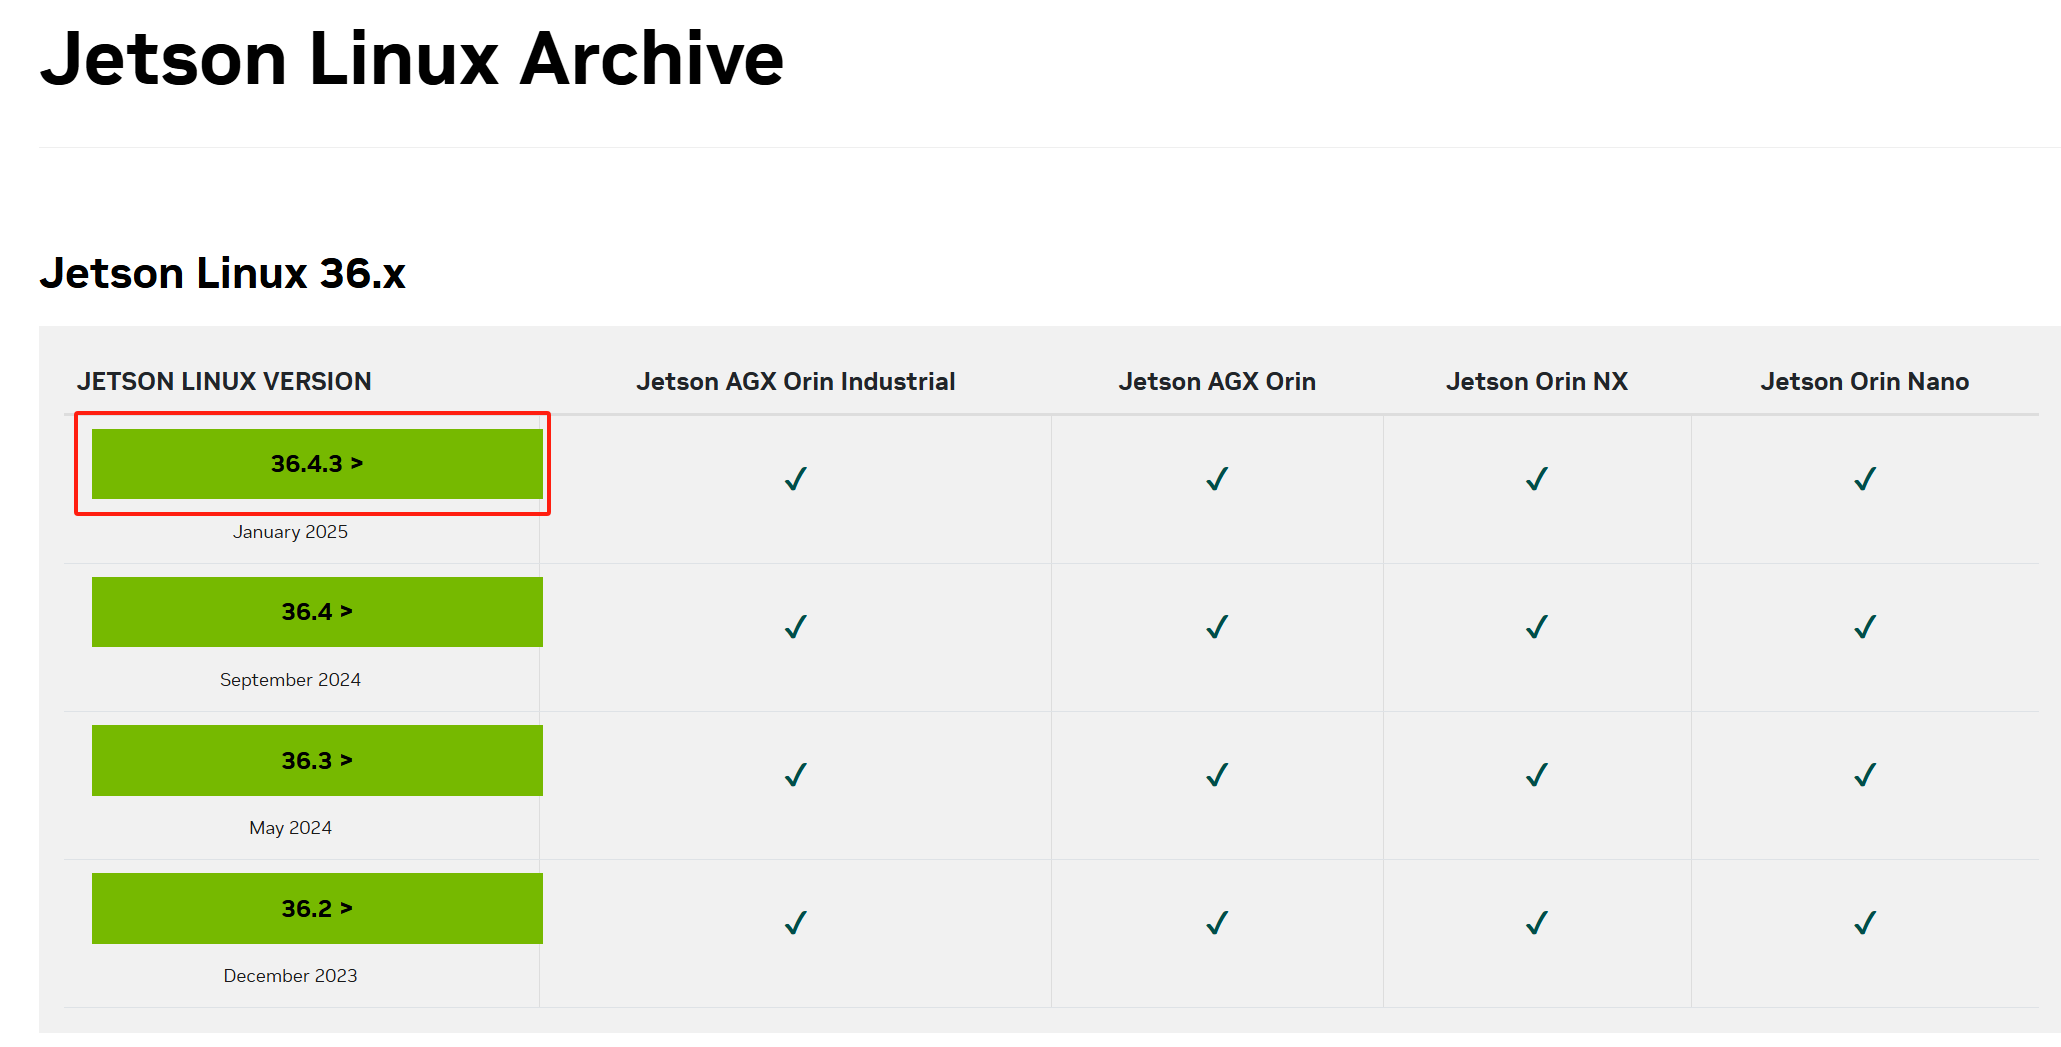 Jetson Linux Archive
Jetson Linux 36.x
JETSON LINUX VERSION Jetson AGX Orin Industrial Jetson AGX Orin Jetson Orin NX Jetson Orin Nano
36.4.3 > ✓ ✓ ✓ ✓
January 2025
36.4 > ✓ ✓ ✓ ✓
September 2024
36.3 > ✓ ✓ ✓ ✓
May 2024
36.2 > ✓ ✓ ✓ ✓
December 2023